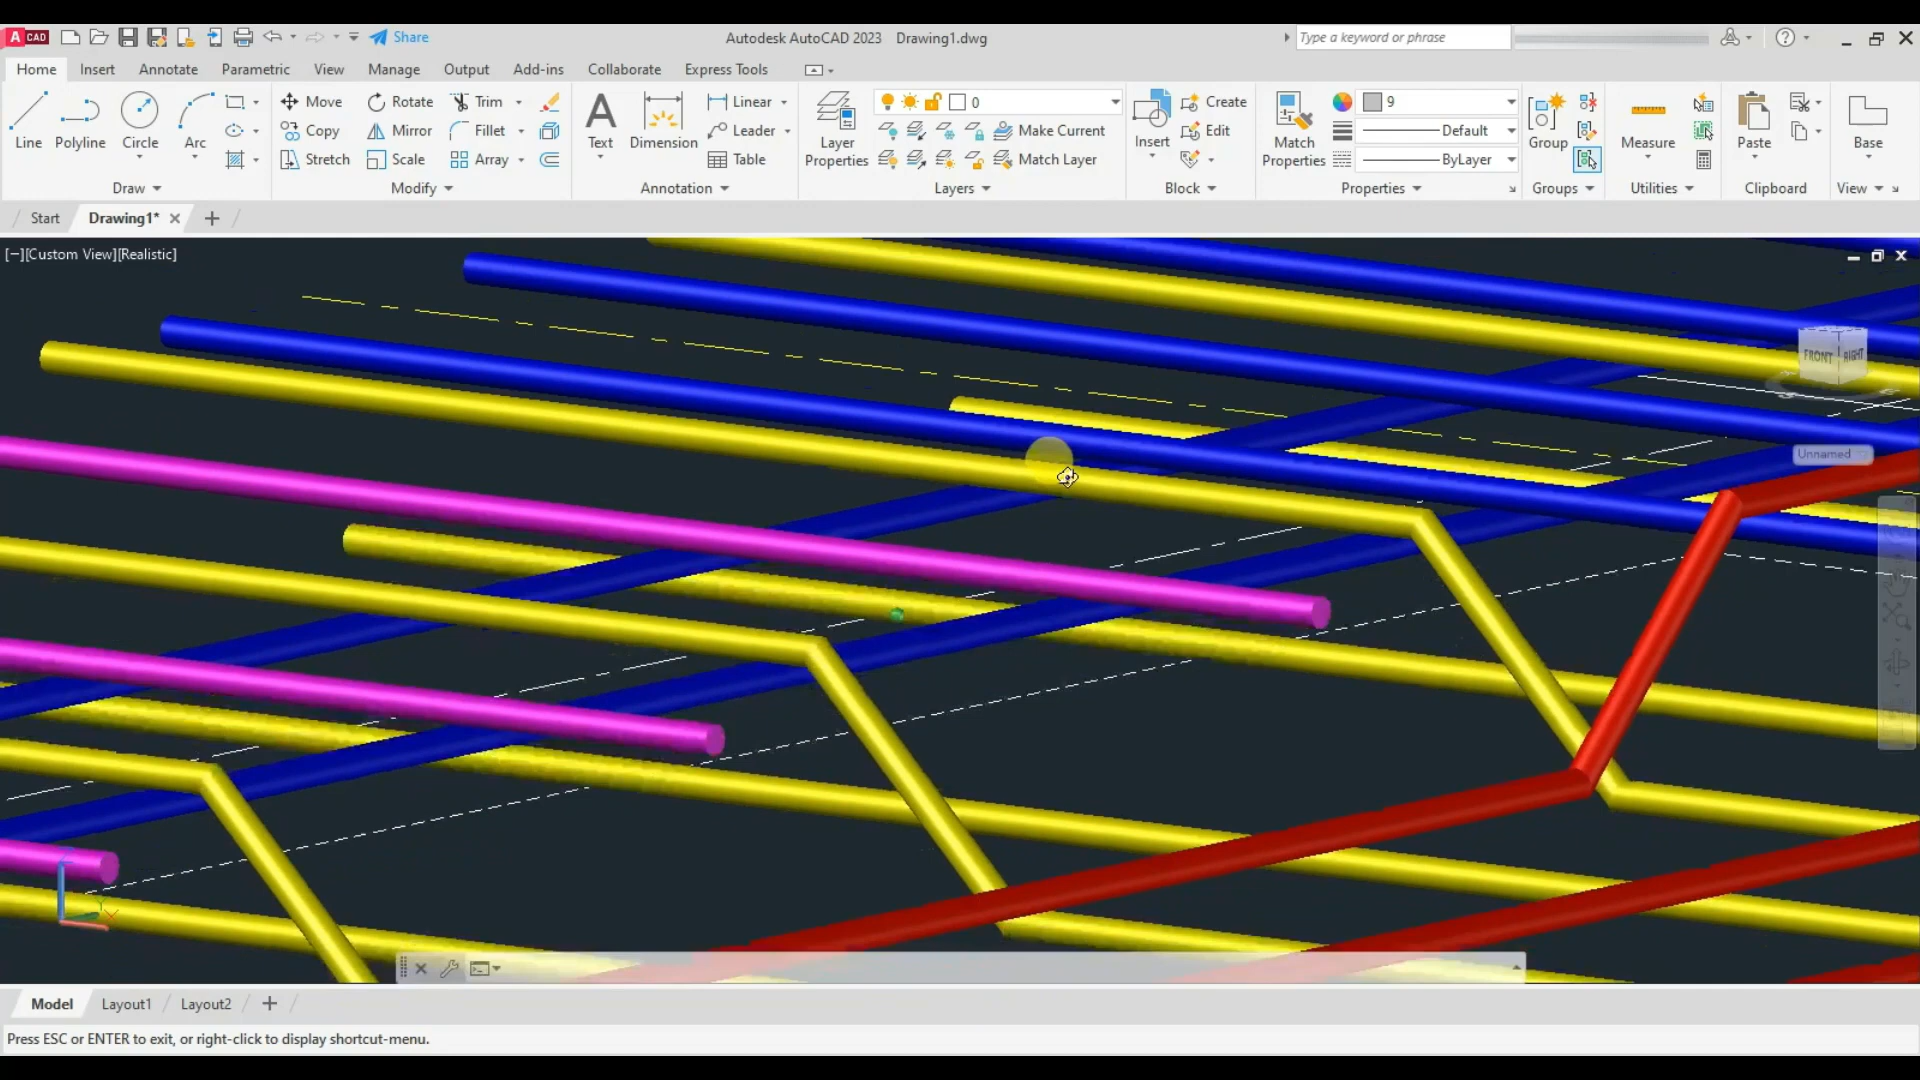 A CAD Share Autodesk AutoCAD 2023 Drawing1.dwg Type a keyword or phrase
Home Insert Annotate Parametric View Manage Output Add-ins Collaborate Express Tools
Line Polyline Circle Arc
Move Rotate Trim
Copy Mirror Fillet
Stretch Scale Array
Text Dimension
Linear
Leader
Table
Layer Properties
0
Make Current
Match Layer
Insert
Create
Edit
Match Properties
9
Default
ByLayer
Group Measure Paste Base
Draw Modify Annotation Layers Block Properties Groups Utilities Clipboard View
Start Drawing1*
[−][Custom View][Realistic]
FRONT RIGHT
Unnamed
Model Layout1 Layout2
Press ESC or ENTER to exit, or right-click to display shortcut-menu.